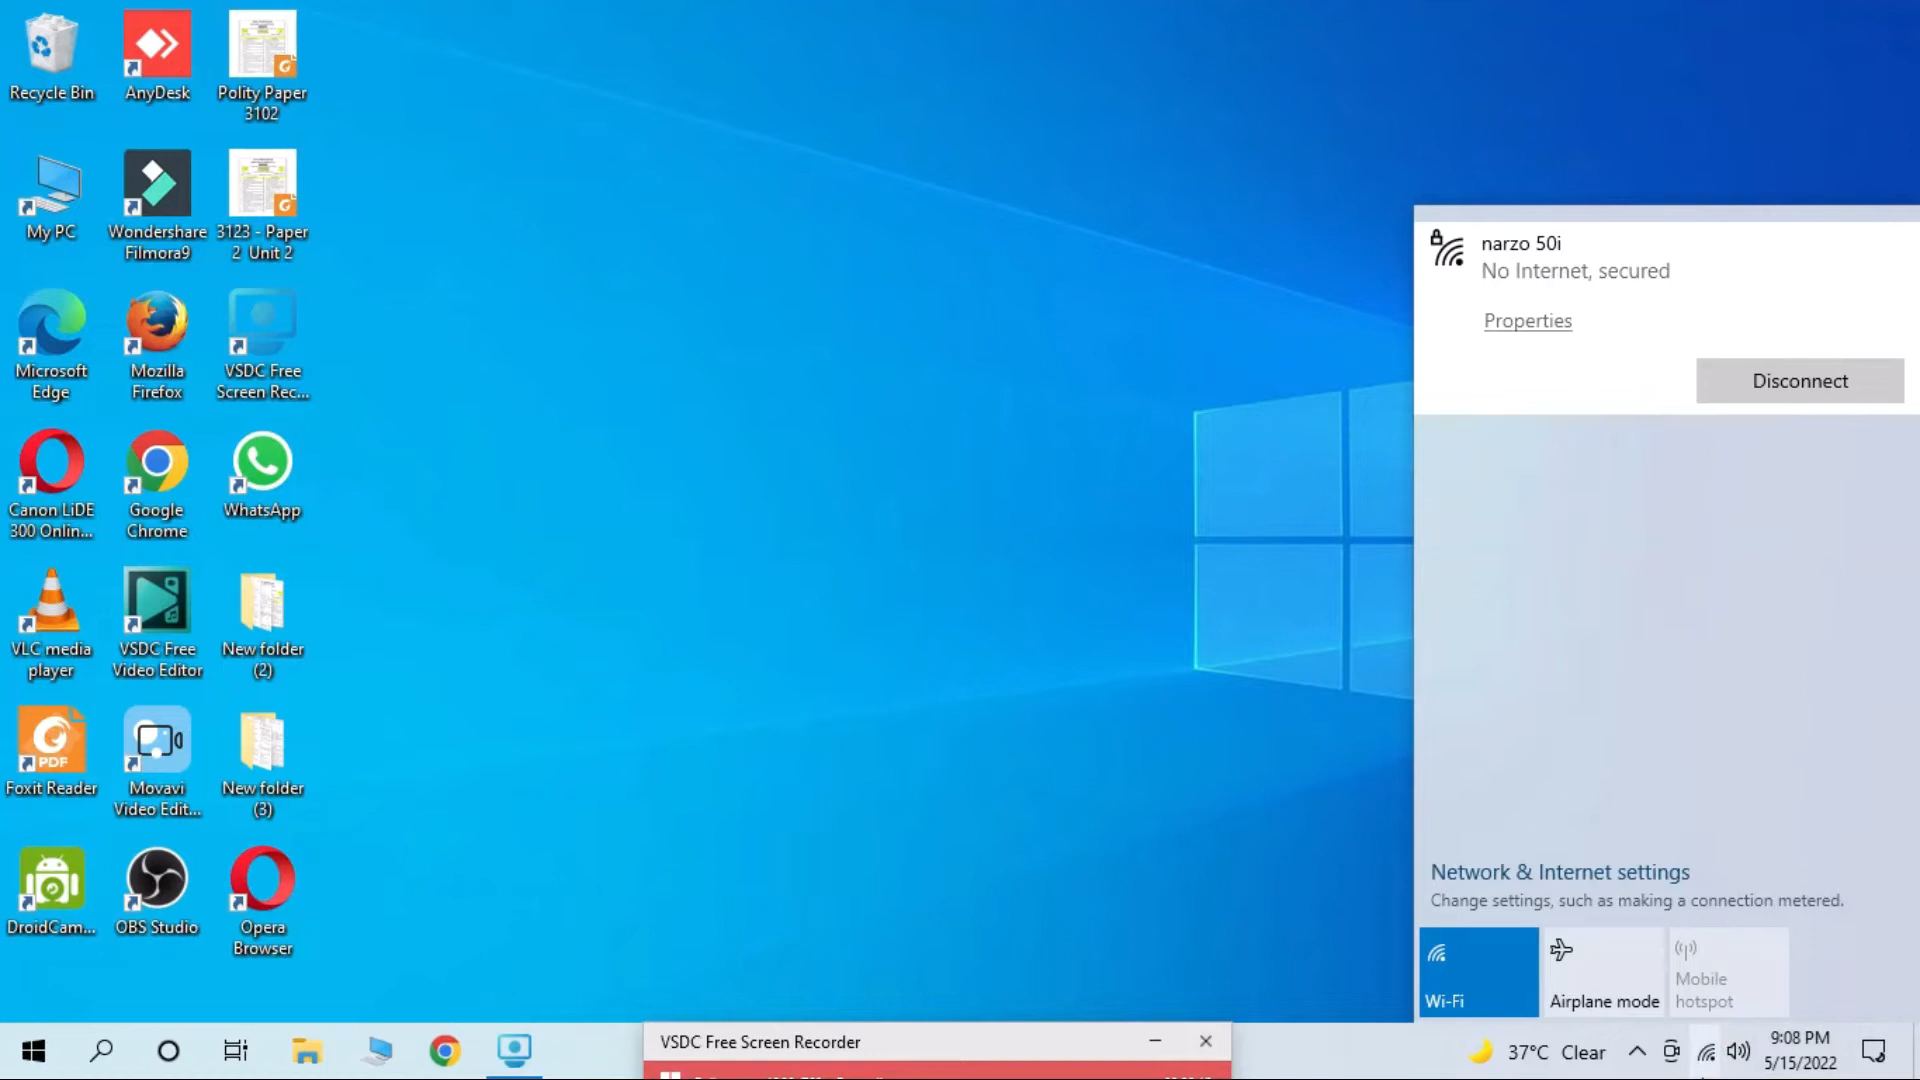 Recycle Bin
AnyDesk
Polity Paper
3102
My PC
Wondershare
Filmora9
3123 - Paper
2 Unit 2
Microsoft
Edge
Mozilla
Firefox
VSDC Free
Screen Rec...
Canon LiDE
300 Onlin...
Google
Chrome
WhatsApp
VLC media
player
VSDC Free
Video Editor
New folder
(2)
PDF
Foxit Reader
Movavi
Video Edit...
New folder
(3)
DroidCam...
OBS Studio
Opera
Browser
narzo 50i
No Internet, secured
Properties
Disconnect
Network & Internet settings
Change settings, such as making a connection metered.
Wi-Fi
Airplane mode
Mobile
hotspot
VSDC Free Screen Recorder
37°C Clear
9:08 PM
5/15/2022